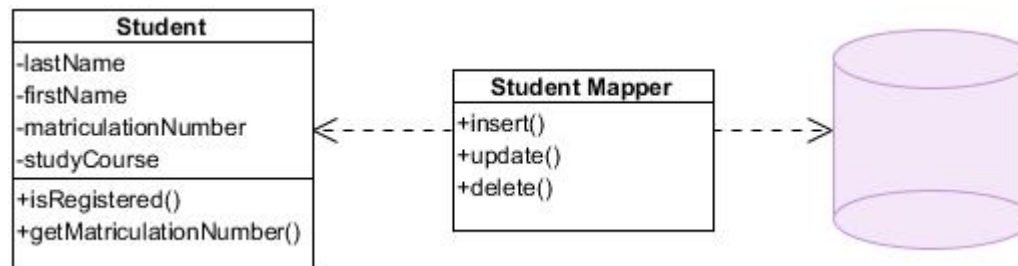 Student
-lastName
-firstName
-matriculationNumber
-studyCourse
+isRegistered()
+getMatriculationNumber()
Student Mapper
+insert()
+update()
+delete()